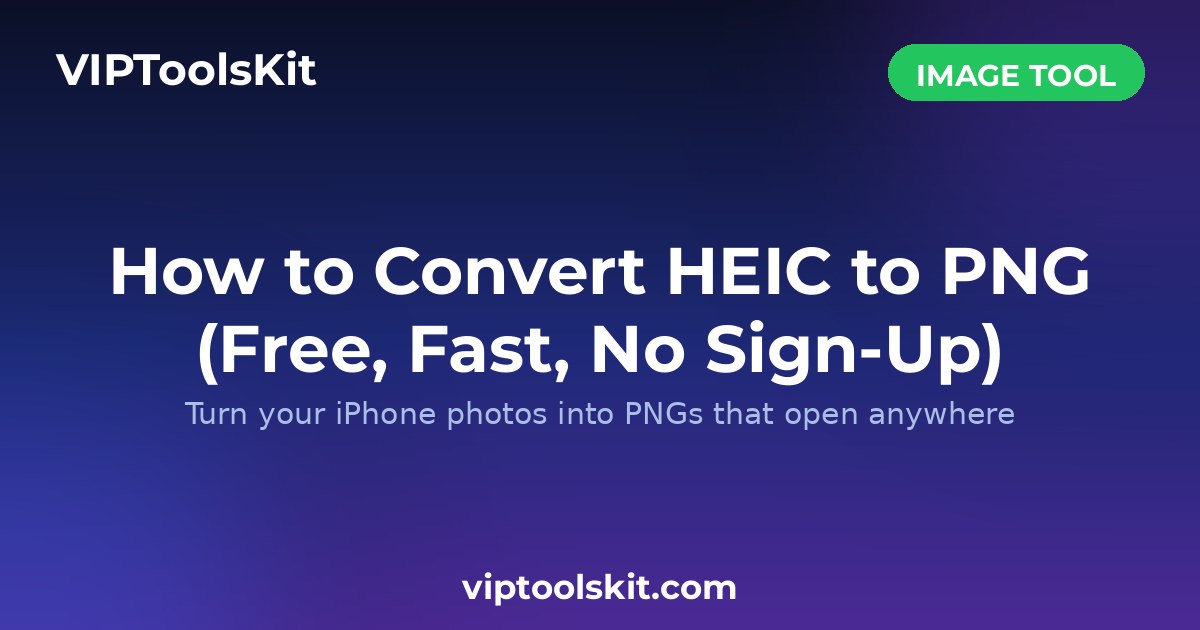 VIPToolsKit
IMAGE TOOL
How to Convert HEIC to PNG
(Free, Fast, No Sign-Up)
Turn your iPhone photos into PNGs that open anywhere
viptoolskit.com